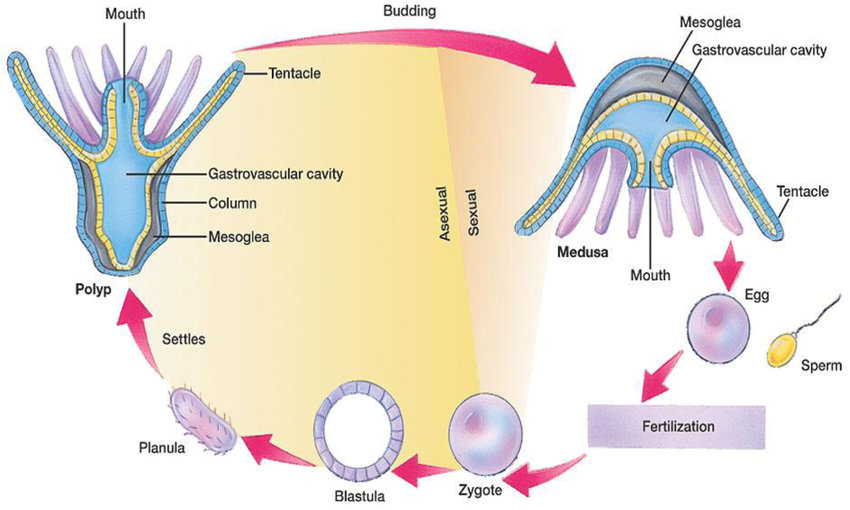 Budding
Mouth
Tentacle
Gastrovascular cavity
Column
Mesoglea
Polyp
Asexual
Sexual
Mesoglea
Gastrovascular cavity
Tentacle
Medusa
Mouth
Egg
Sperm
Fertilization
Zygote
Blastula
Planula
Settles